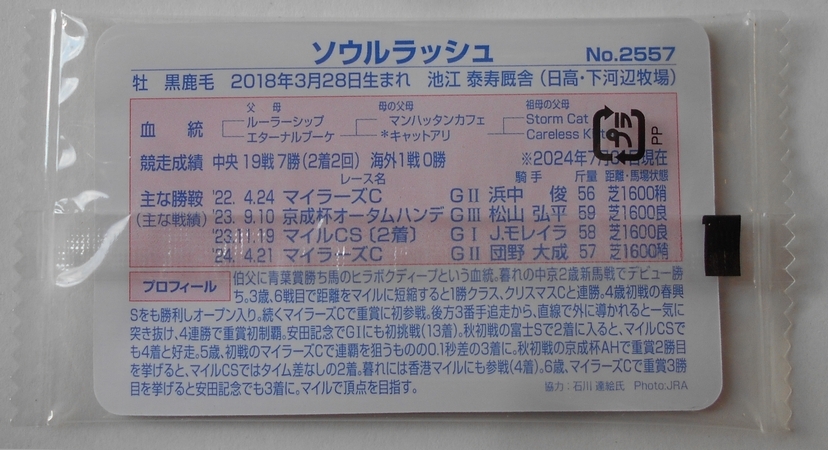 ソウルラッシュ No.2557
牡 黒鹿毛 2018年3月28日生まれ 池江 泰寿厩舎(日高・下河辺牧場)
父 母 母の父母 祖母の父母
血統 ルーラーシップ マンハッタンカフェ Storm Cat
エターナルブーケ *キャットアリ Careless
プラ
PP
競走成績 中央 19戦 7勝(2着2回) 海外1戦 0勝 ※2024年7月 日現在
レース名 騎手 斤量 距離・馬場状態
主な勝鞍 '22. 4.24 マイラーズC GⅡ 浜中 俊 56 芝1600稍
(主な戦績) '23. 9.10 京成杯オータムハンデ GⅢ 松山 弘平 59 芝1600良
'23.11.19 マイルCS〔2着〕 GⅠ J.モレイラ 58 芝1600良
'24. 4.21 マイラーズC GⅡ 団野 大成 57 芝1600稍
プロフィール 伯父に青葉賞勝ち馬のヒラボクディープという血統。暮れの中京2歳新馬戦でデビュー勝
ち。3歳、6戦目で距離をマイルに短縮すると1勝クラス、クリスマスCと連勝。4歳初戦の春興
Sをも勝利しオープン入り。続くマイラーズCで重賞に初参戦。後方3番手追走から、直線で外に導かれると一気に
突き抜け、4連勝で重賞初制覇。安田記念でGⅠにも初挑戦(13着)。秋初戦の富士Sで2着に入ると、マイルCSで
も4着と好走。5歳、初戦のマイラーズCで連覇を狙うものの0.1秒差の3着に。秋初戦の京成杯AHで重賞2勝目
を挙げると、マイルCSではタイム差なしの2着。暮れには香港マイルにも参戦(4着)。6歳、マイラーズCで重賞3勝
目を挙げると安田記念でも3着に。マイルで頂点を目指す。
協力：石川 達絵氏 Photo:JRA